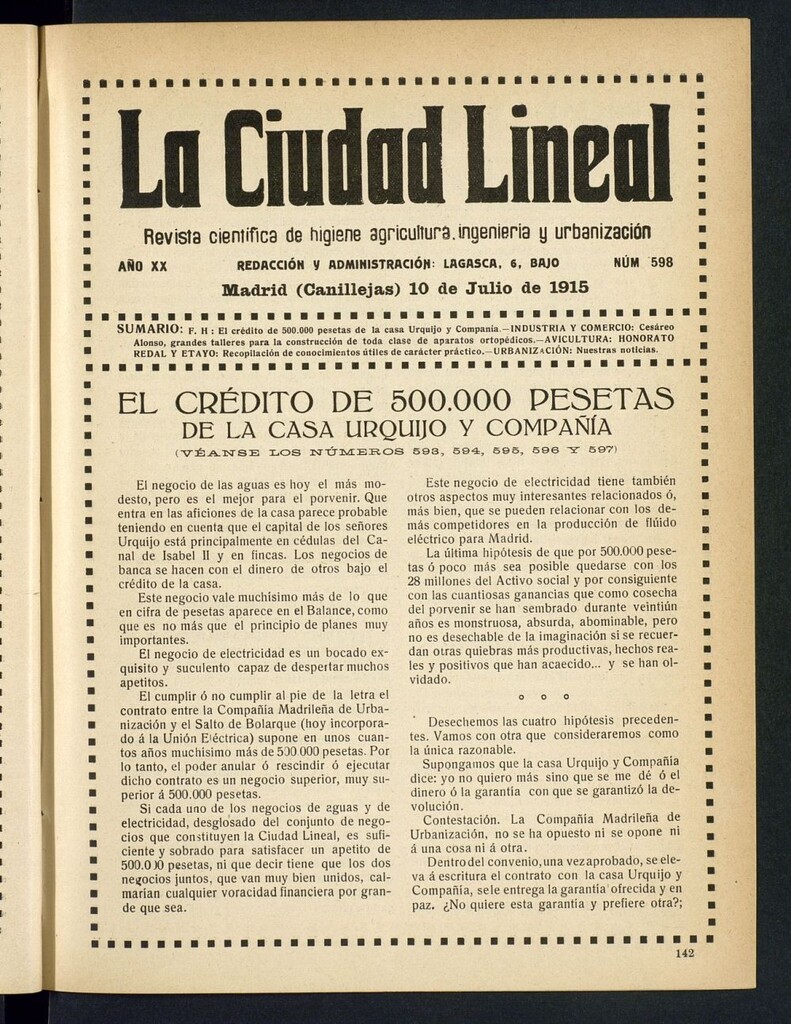 La Ciudad Lineal
Revista cientifica de higiene agricultura. ingenieria y urbanización
AÑO XX REDACCIÓN Y ADMINISTRACIÓN: LAGASCA, 6, BAJO NÚM 598
Madrid (Canillejas) 10 de Julio de 1915
SUMARIO: F. H: El crédito de 500.000 pesetas de la casa Urquijo y Compañia.—INDUSTRIA Y COMERCIO: Cesáreo
Alonso, grandes talleres para la construcción de toda clase de aparatos ortopédicos.—AVICULTURA: HONORATO
REDAL Y ETAYO: Recopilación de conocimientos útiles de carácter práctico.—URBANIZACIÓN: Nuestras noticias.
EL CRÉDITO DE 500.000 PESETAS
DE LA CASA URQUIJO Y COMPAÑÍA
(VÉANSE LOS NÚMEROS 593, 594, 595, 596 Y 597)
El negocio de las aguas es hoy el más mo-
desto, pero es el mejor para el porvenir. Que
entra en las aficiones de la casa parece probable
teniendo en cuenta que el capital de los señores
Urquijo está principalmente en cédulas del Ca-
nal de Isabel II y en fincas. Los negocios de
banca se hacen con el dinero de otros bajo el
crédito de la casa.
Este negocio vale muchísimo más de lo que
en cifra de pesetas aparece en el Balance, como
que es no más que el principio de planes muy
importantes.
El negocio de electricidad es un bocado ex-
quisito y suculento capaz de despertar muchos
apetitos.
El cumplir ó no cumplir al pie de la letra el
contrato entre la Compañía Madrileña de Urba-
nización y el Salto de Bolarque (hoy incorpora-
do á la Unión Eléctrica) supone en unos cuan-
tos años muchísimo más de 500 000 pesetas. Por
lo tanto, el poder anular ó rescindir ó ejecutar
dicho contrato es un negocio superior, muy su-
perior á 500.000 pesetas.
Si cada uno de los negocios de aguas y de
electricidad, desglosado del conjunto de nego-
cios que constituyen la Ciudad Lineal, es sufi-
ciente y sobrado para satisfacer un apetito de
500.000 pesetas, ni que decir tiene que los dos
negocios juntos, que van muy bien unidos, cal-
marían cualquier voracidad financiera por gran-
de que sea.
Este negocio de electricidad tiene también
otros aspectos muy interesantes relacionados ó,
más bien, que se pueden relacionar con los de-
más competidores en la producción de flúido
eléctrico para Madrid.
La última hipótesis de que por 500.000 pese-
tas ó poco más sea posible quedarse con los
28 millones del Activo social y por consiguiente
con las cuantiosas ganancias que como cosecha
del porvenir se han sembrado durante veintiún
años es monstruosa, absurda, abominable, pero
no es desechable de la imaginación si se recuer-
dan otras quiebras más productivas, hechos rea-
les y positivos que han acaecido... y se han ol-
vidado.
o o o
Desechemos las cuatro hipótesis preceden-
tes. Vamos con otra que consideraremos como
la única razonable.
Supongamos que la casa Urquijo y Compañía
dice: yo no quiero más sino que se me dé ó el
dinero ó la garantía con que se garantizó la de-
volución.
Contestación. La Compañía Madrileña de
Urbanización, no se ha opuesto ni se opone ni
á una cosa ni á otra.
Dentro del convenio, una vez aprobado, se ele-
va á escritura el contrato con la casa Urquijo y
Compañía, se le entrega la garantía ofrecida y en
paz. ¿No quiere esta garantía y prefiere otra?;
142